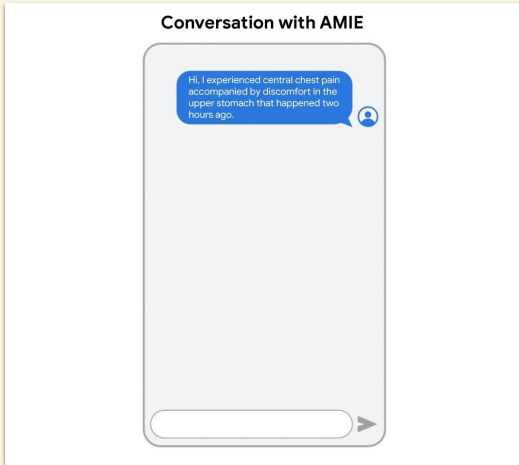 Conversation with AMIE
Hi, I experienced central chest pain
accompanied by discomfort in the
upper stomach that happened two
hours ago.